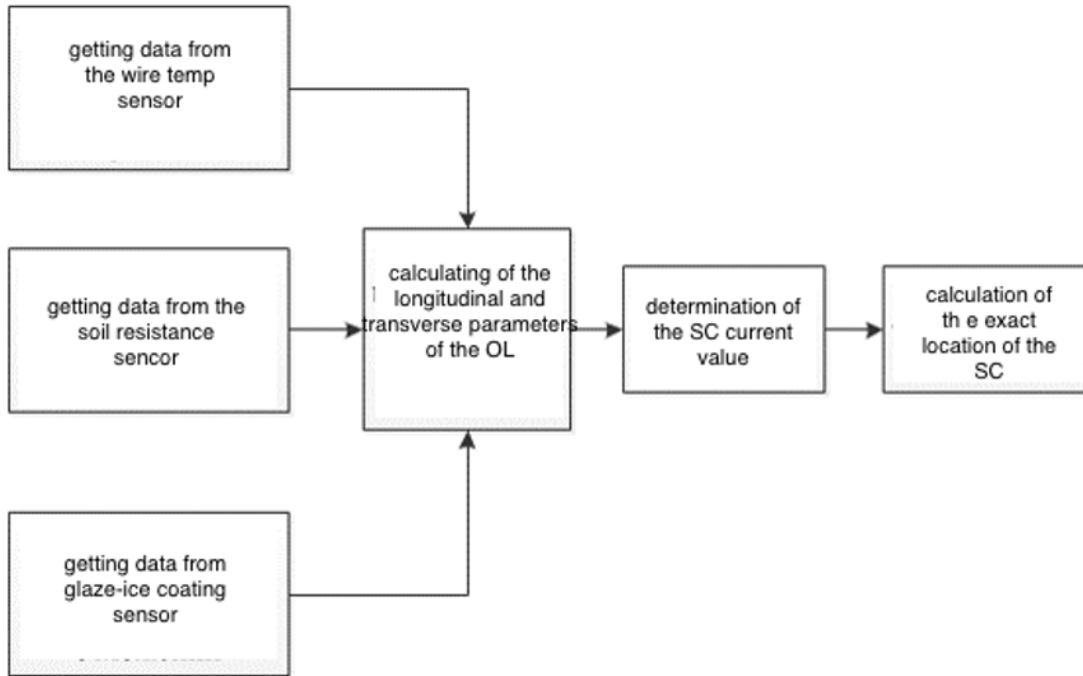 getting data from
the wire temp
sensor
getting data from the
soil resistance
sencor
getting data from
glaze-ice coating
sensor
calculating of the
longitudinal and
transverse parameters
of the OL
determination of
the SC current
value
calculation of
th e exact
location of the
SC